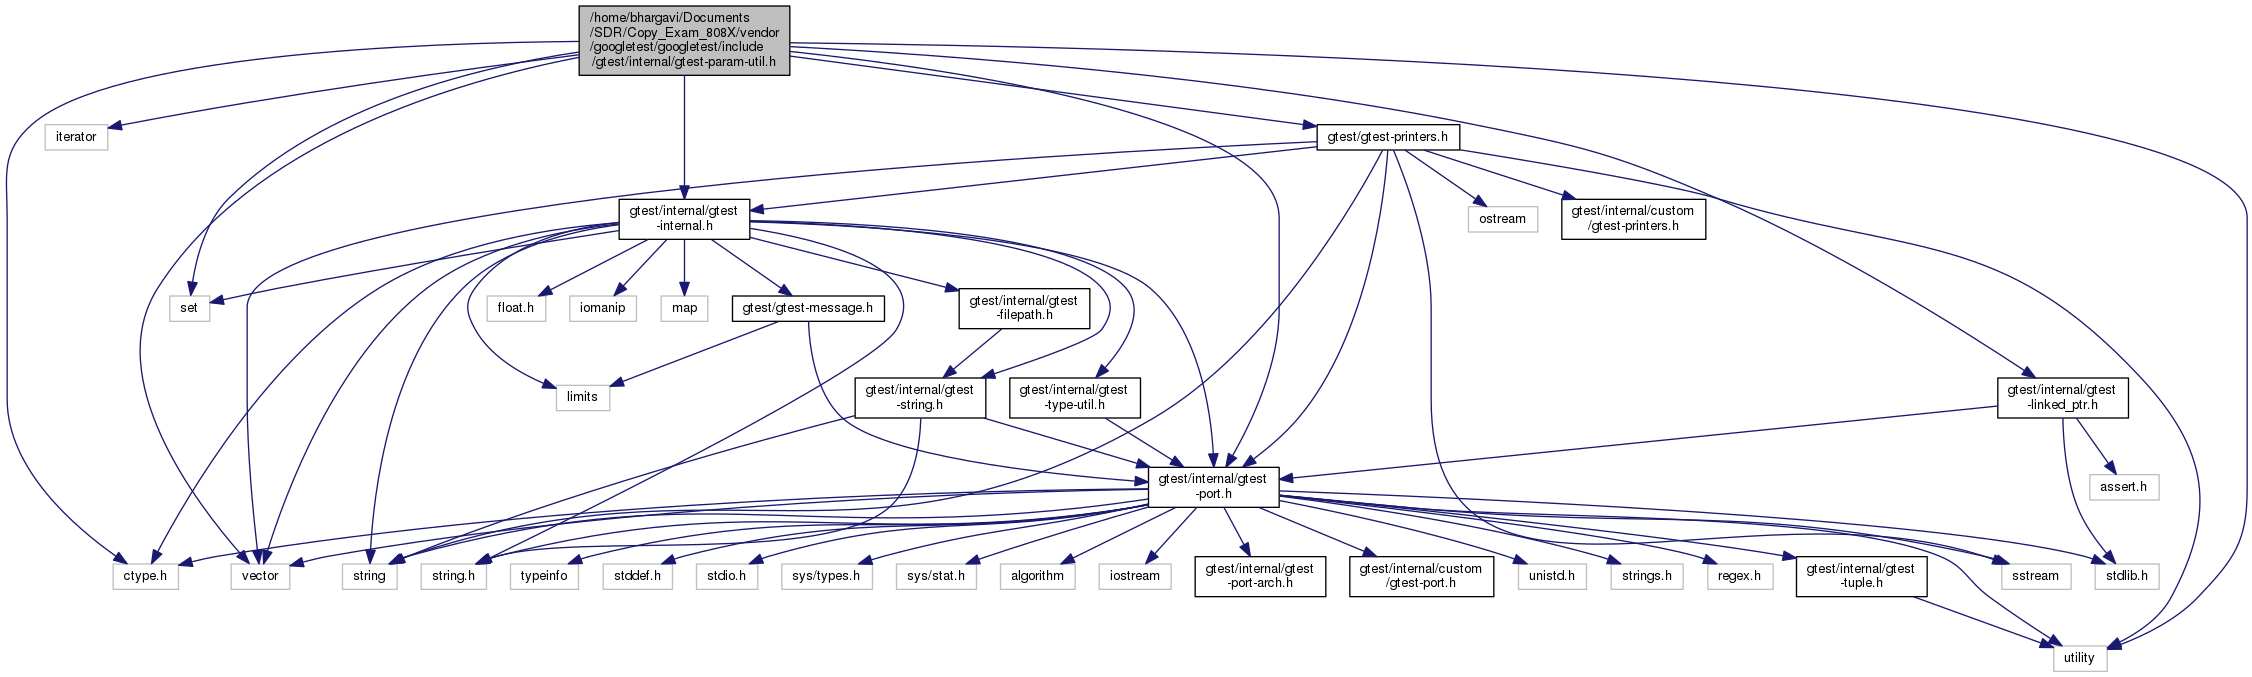 /home/bhargavi/Documents
/SDR/Copy_Exam_808X/vendor
/googletest/googletest/include
/gtest/internal/gtest-param-util.h
iterator
gtest/gtest-printers.h
gtest/internal/gtest
-internal.h
ostream
gtest/internal/custom
/gtest-printers.h
set
float.h
iomanip
map
gtest/gtest-message.h
gtest/internal/gtest
-filepath.h
limits
gtest/internal/gtest
-string.h
gtest/internal/gtest
-type-util.h
gtest/internal/gtest
-linked_ptr.h
gtest/internal/gtest
-port.h
assert.h
ctype.h
vector
string
string.h
typeinfo
stddef.h
stdio.h
sys/types.h
sys/stat.h
algorithm
iostream
gtest/internal/gtest
-port-arch.h
gtest/internal/custom
/gtest-port.h
unistd.h
strings.h
regex.h
gtest/internal/gtest
-tuple.h
sstream
stdlib.h
utility